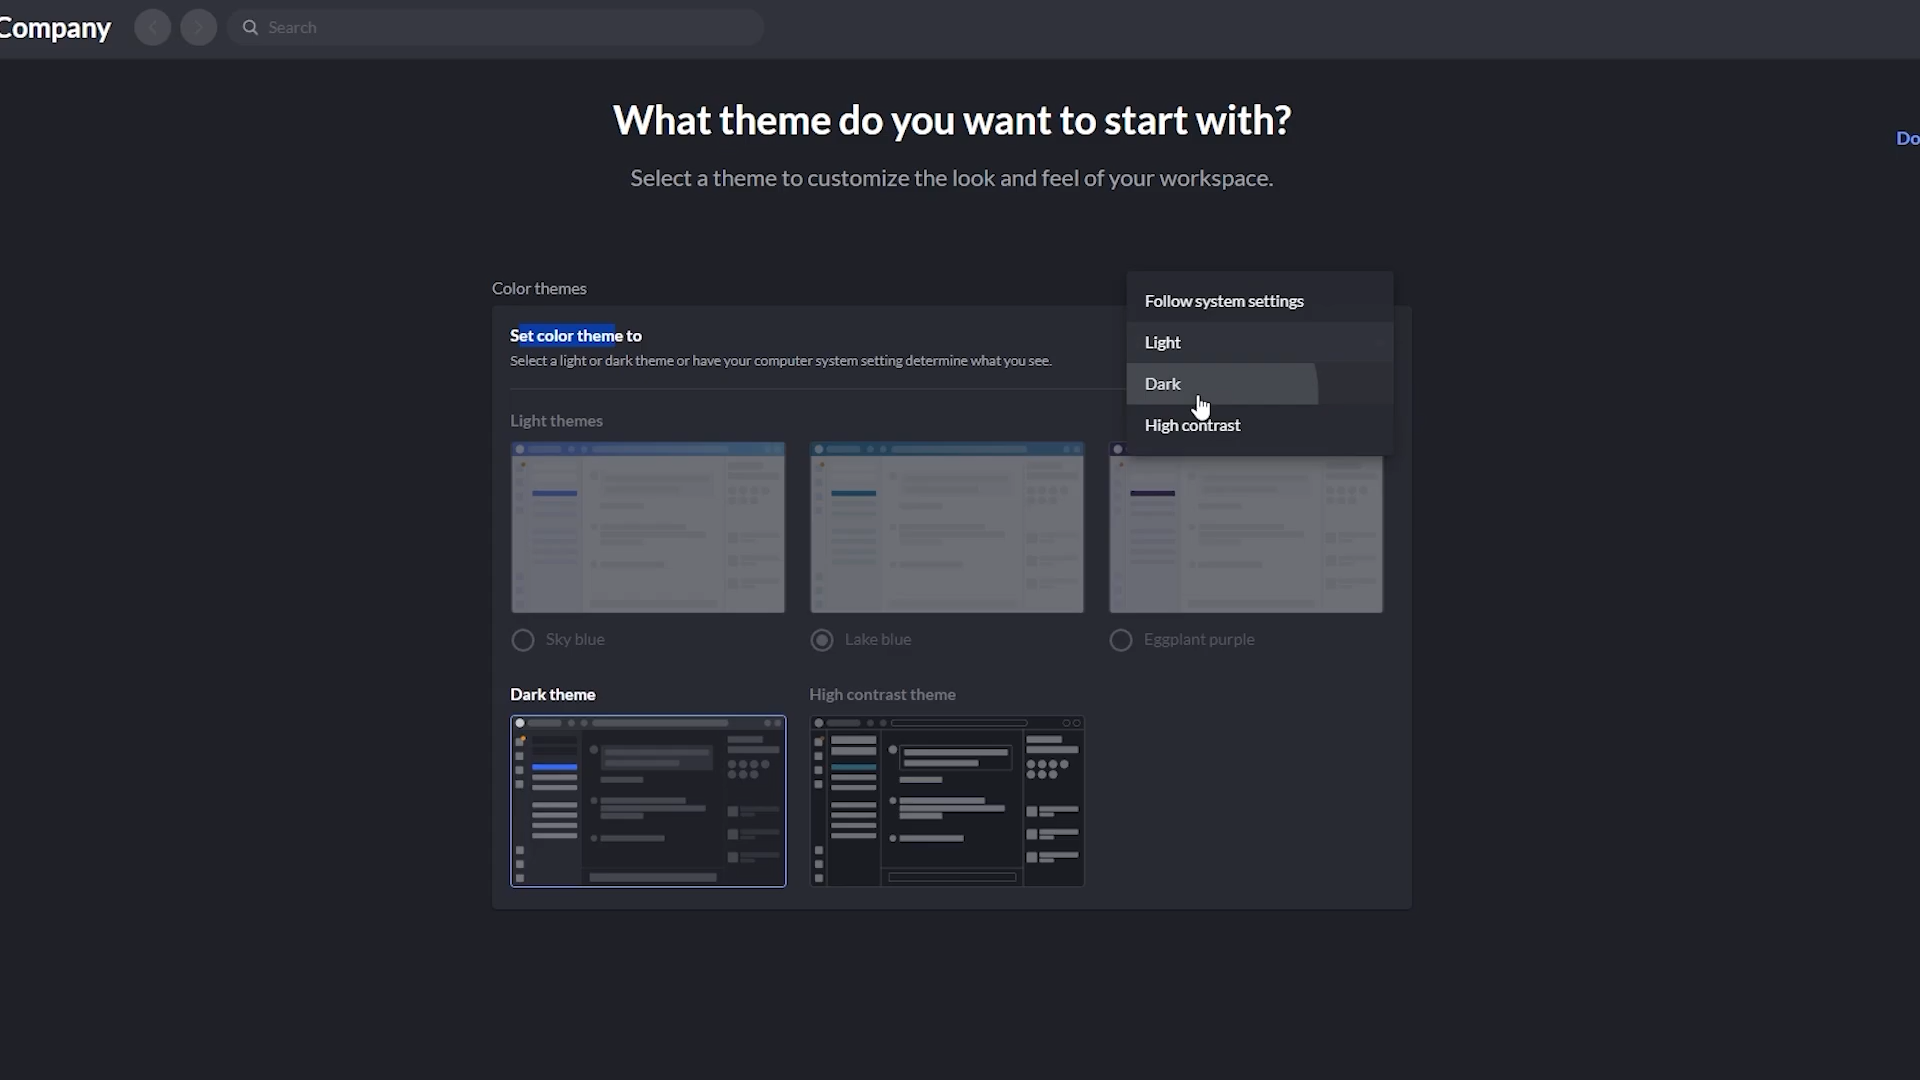 Company
Search
What theme do you want to start with?
Do
Select a theme to customize the look and feel of your workspace.
Color themes
Follow system settings
Set color theme to
Light
Select a light or dark theme or have your computer system setting determine what you see.
Dark
Light themes
High contrast
Sky blue
Lake blue
Eggplant purple
Dark theme
High contrast theme